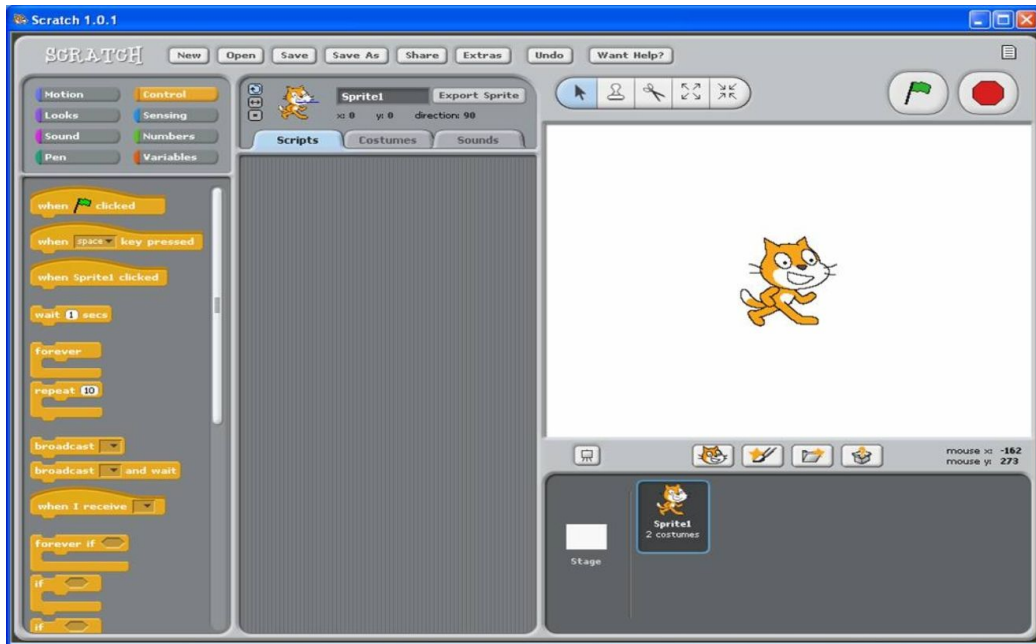 Scratch 1.0.1
SCRATCH New Open Save Save As Share Extras Undo Want Help?
Motion Control
Looks Sensing
Sound Numbers
Pen Variables
Sprite1 Export Sprite
x: 0 y: 0 direction: 90
Scripts Costumes Sounds
when clicked
when space key pressed
when Sprite1 clicked
wait 1 secs
forever
repeat 10
broadcast
broadcast and wait
when I receive
forever if
if
if
mouse x: -162
mouse y: 273
Sprite1
2 costumes
Stage